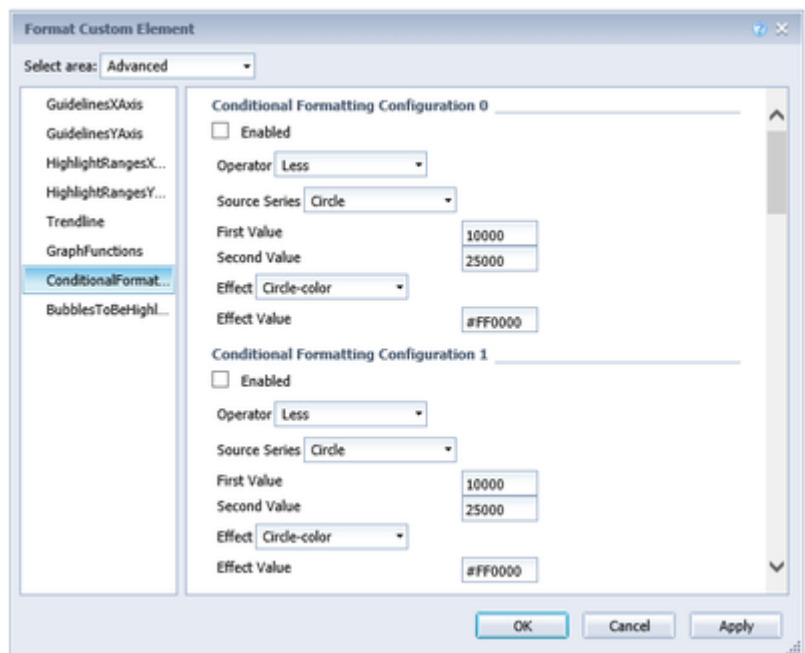 Format Custom Element
Select area: Advanced
GuidelinesXAxis
GuidelinesYAxis
HighlightRangesX...
HighlightRangesY...
Trendline
GraphFunctions
ConditionalFormat...
BubblesToBeHighl...
Conditional Formatting Configuration 0
Enabled
Operator Less
Source Series Circle
First Value 10000
Second Value 25000
Effect Circle-color
Effect Value #FF0000
Conditional Formatting Configuration 1
Enabled
Operator Less
Source Series Circle
First Value 10000
Second Value 25000
Effect Circle-color
Effect Value #FF0000
OK Cancel Apply